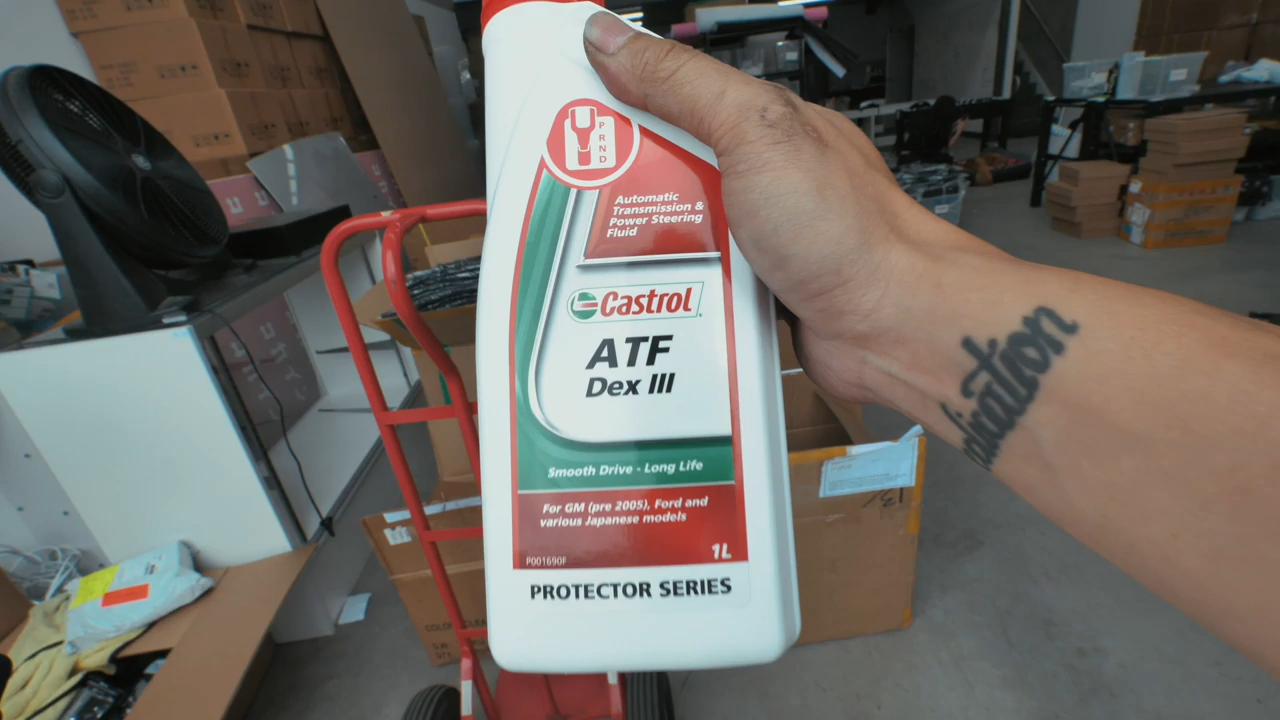 P
R
N
D
Automatic
Transmission &
Power Steering
Fluid
Castrol
ATF
Dex III
Smooth Drive - Long Life
For GM (pre 2005), Ford and
various Japanese models
1L
P001690F
PROTECTOR SERIES